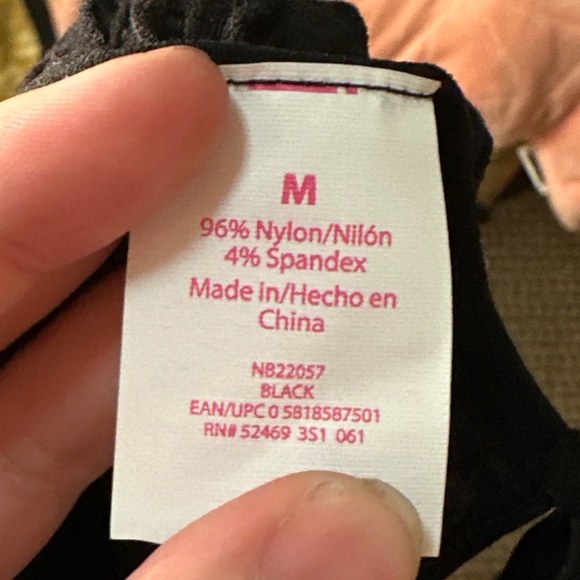 M
96% Nylon/Nilón
4% Spandex
Made in/Hecho en
China
NB22057
BLACK
EAN/UPC 0 5818587501
RN# 52469 3S1 061